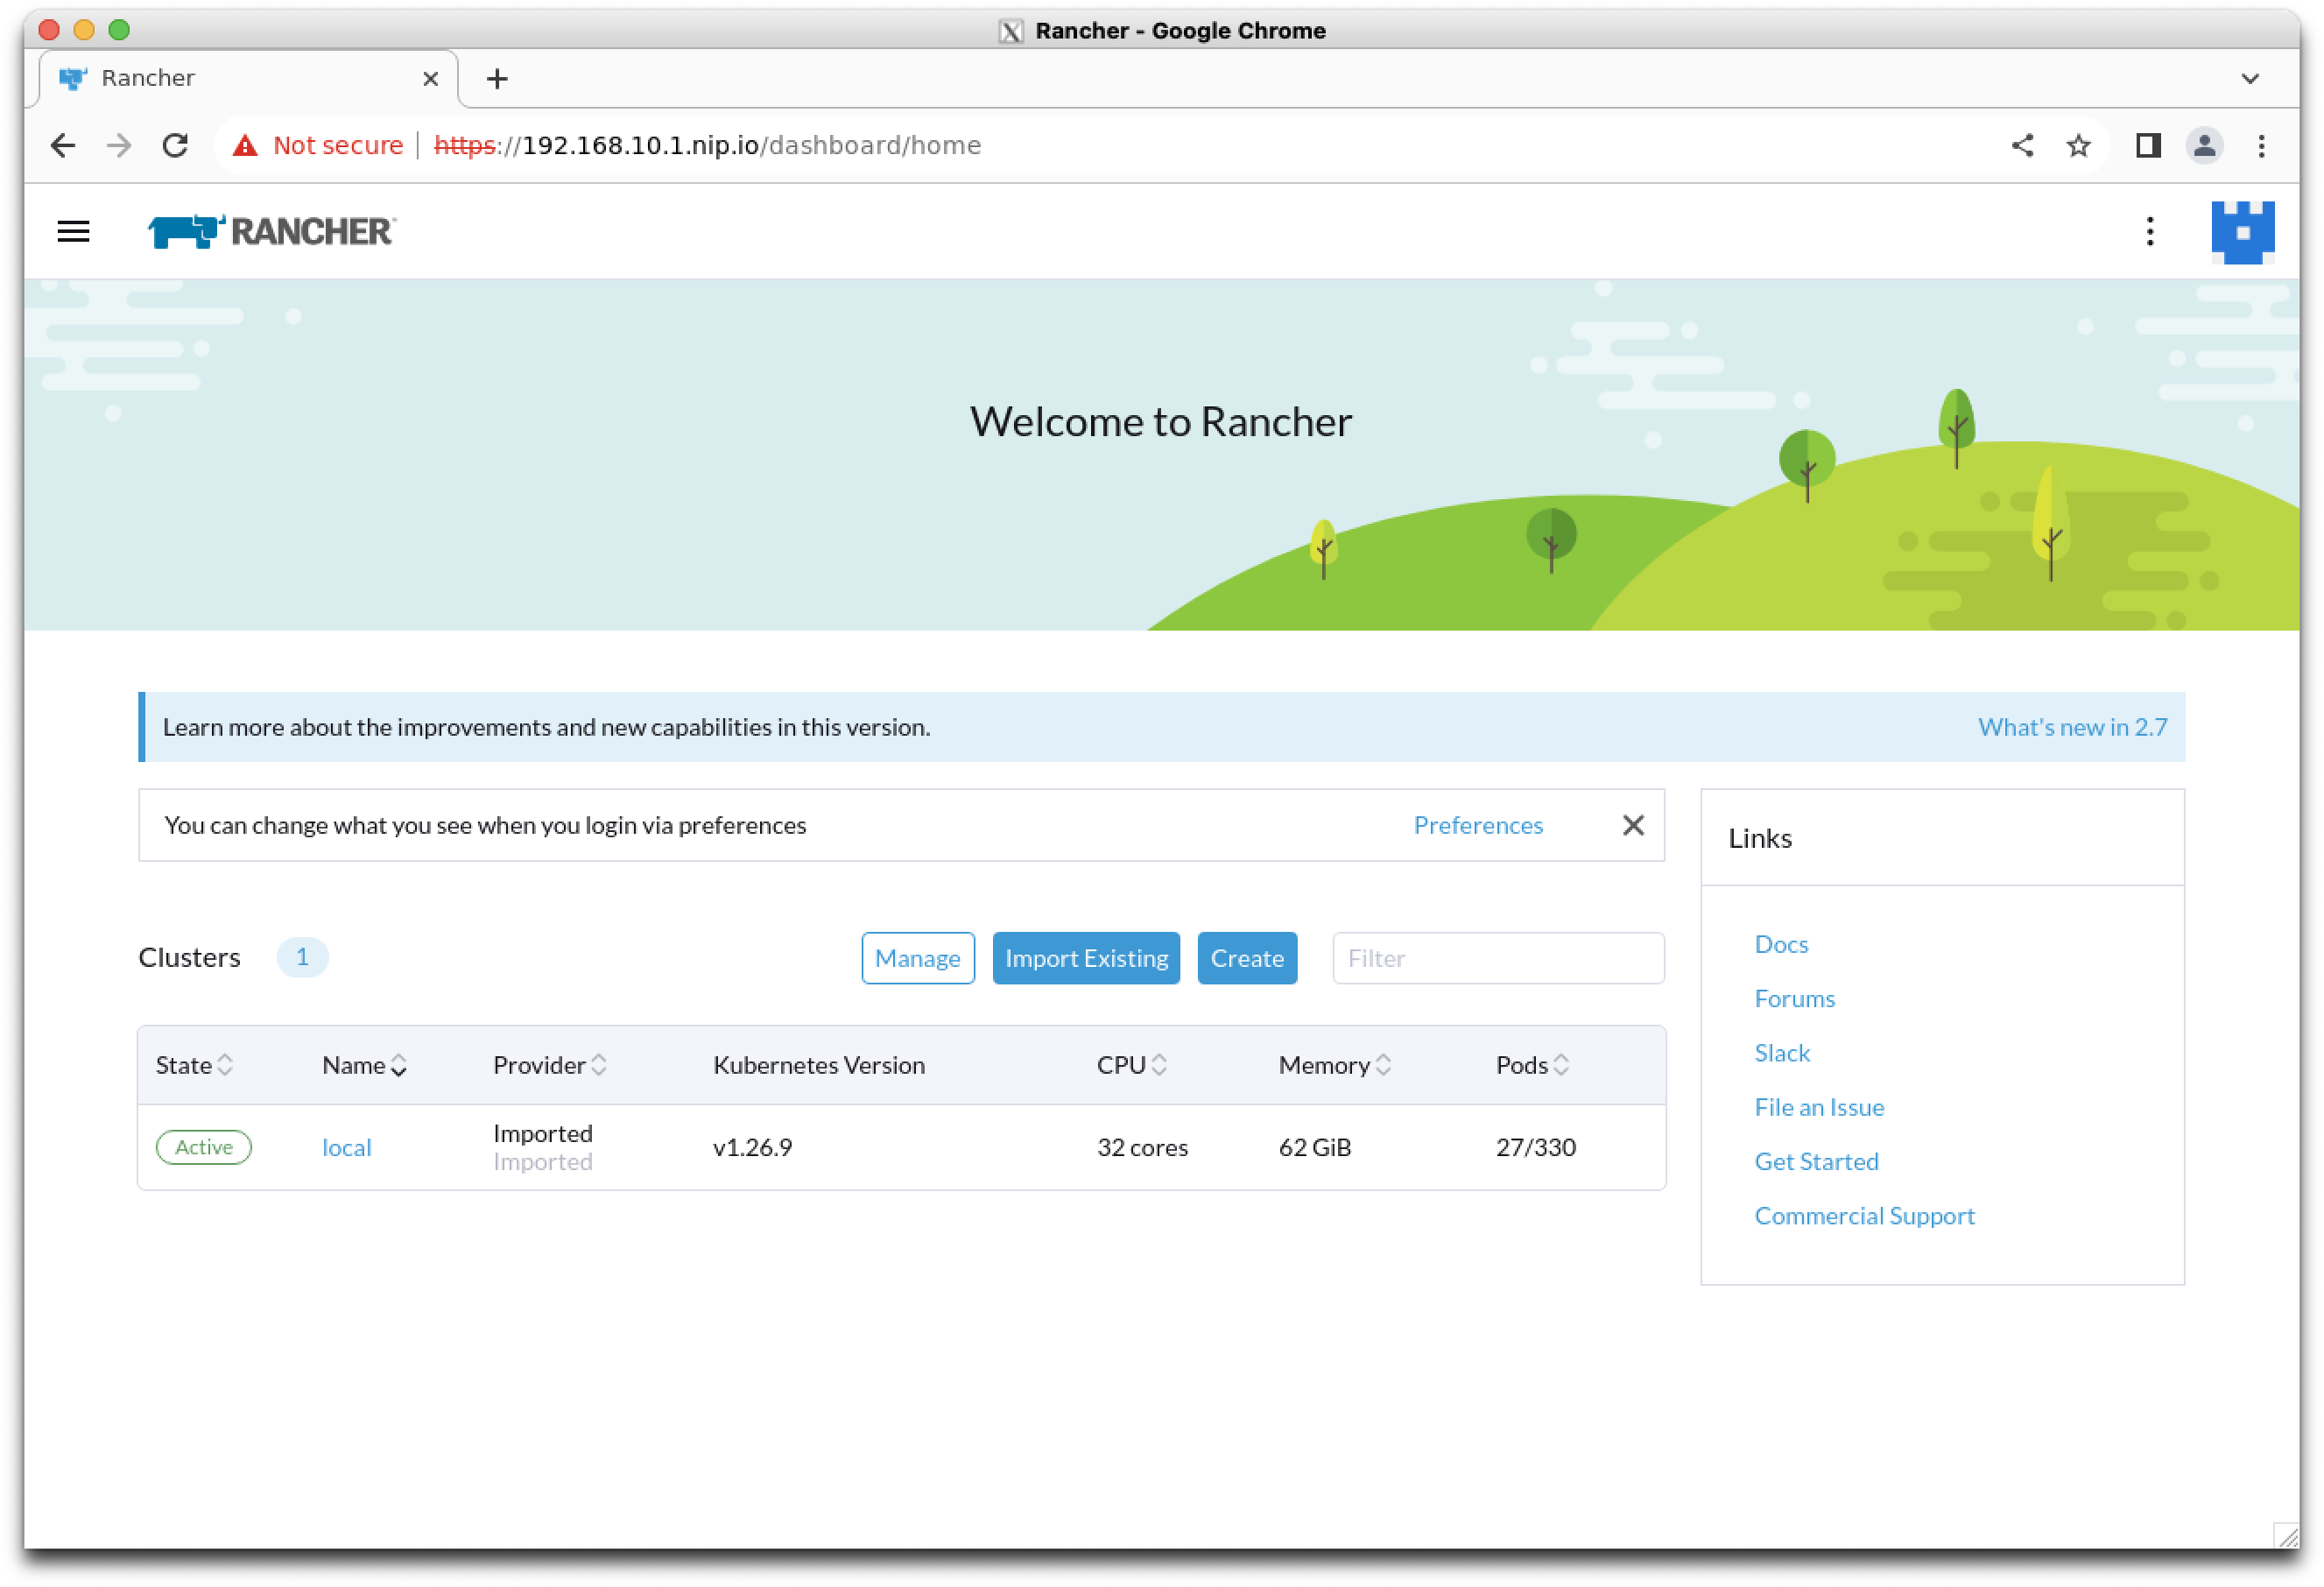 Rancher - Google Chrome
Rancher
Not secure | https://192.168.10.1.nip.io/dashboard/home
RANCHER
Welcome to Rancher
Learn more about the improvements and new capabilities in this version. What's new in 2.7
You can change what you see when you login via preferences Preferences
Links
Docs
Forums
Slack
File an Issue
Get Started
Commercial Support
Clusters 1 Manage Import Existing Create Filter
State Name Provider Kubernetes Version CPU Memory Pods
Active local Imported v1.26.9 32 cores 62 GiB 27/330
Imported